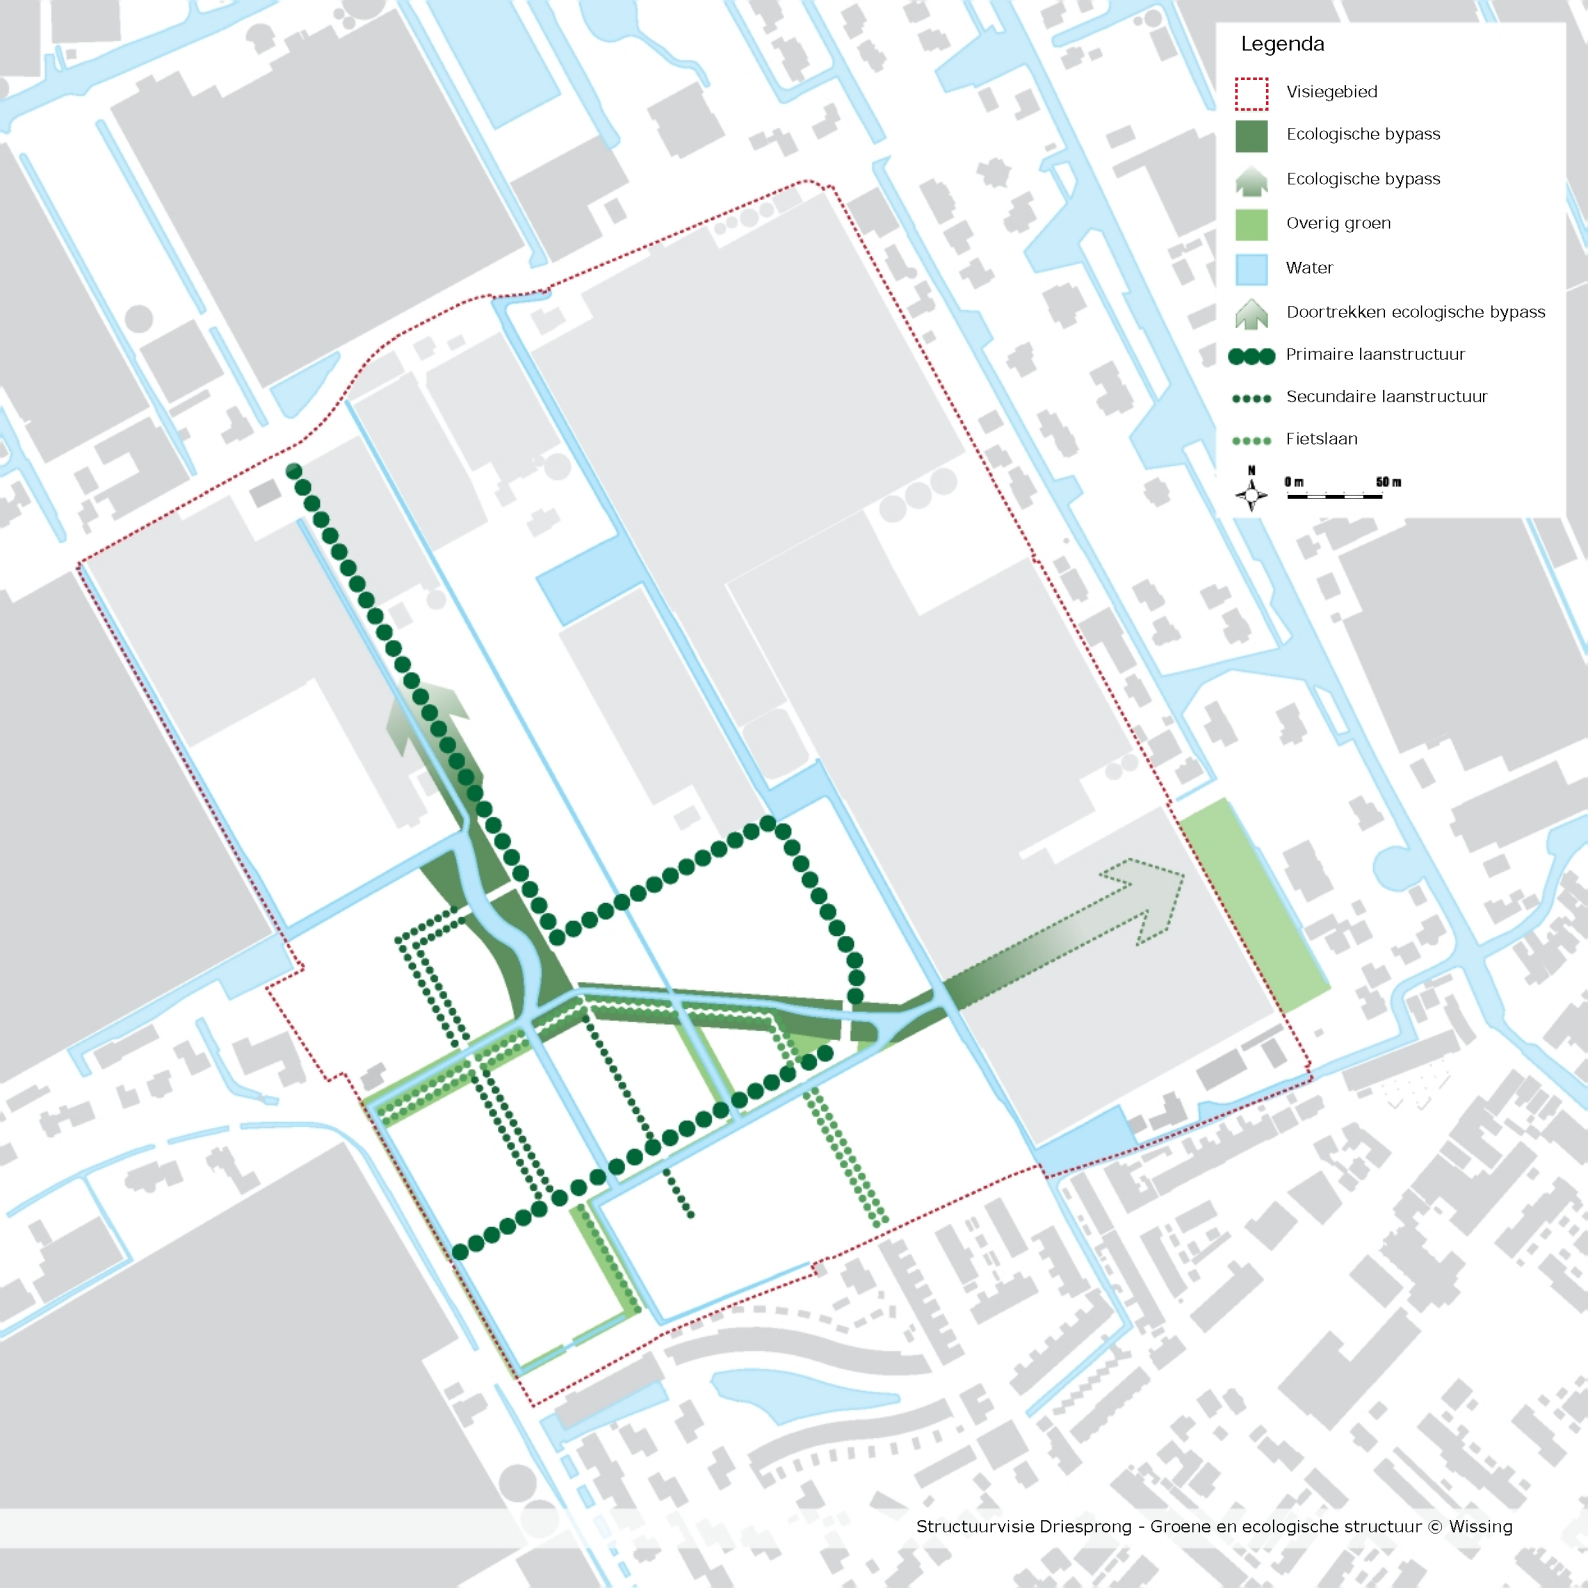 Legenda
Visiegebied
Ecologische bypass
Ecologische bypass
Overig groen
Water
Doortrekken ecologische bypass
Primaire laanstructuur
Secundaire laanstructuur
Fietslaan
N
0 m 50 m
Structuurvisie Driesprong - Groene en ecologische structuur © Wissing